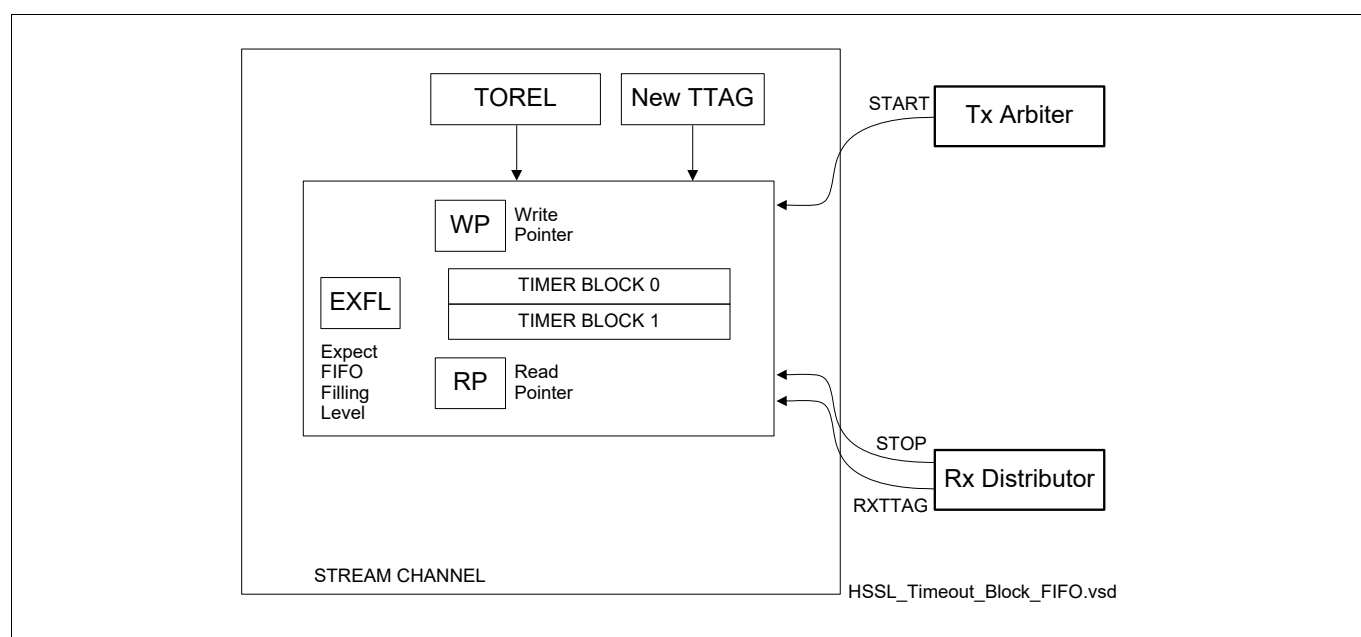 TOREL
New TTAG
START
Tx Arbiter
WP
Write
Pointer
TIMER BLOCK 0
EXFL
TIMER BLOCK 1
Expect
FIFO
Filling
Level
RP
Read
Pointer
STOP
Rx Distributor
RXTTAG
STREAM CHANNEL
HSSL_Timeout_Block_FIFO.vsd